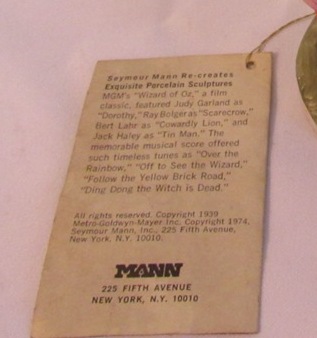 Seymour Mann Re-creates
Exquisite Porcelain Sculptures
MGM's "Wizard of Oz," a film
classic, featured Judy Garland as
"Dorothy," Ray Bolger as "Scarecrow,"
Bert Lahr as "Cowardly Lion," and
Jack Haley as "Tin Man." The
memorable musical score offered
such timeless tunes as "Over the
Rainbow," "Off to See the Wizard,"
"Follow the Yellow Brick Road,"
"Ding Dong the Witch is Dead."
All rights reserved. Copyright 1939
Metro-Goldwyn-Mayer Inc. Copyright 1974,
Seymour Mann, Inc., 225 Fifth Avenue,
New York, N.Y. 10010.
MANN
225 FIFTH AVENUE
NEW YORK, N.Y. 10010